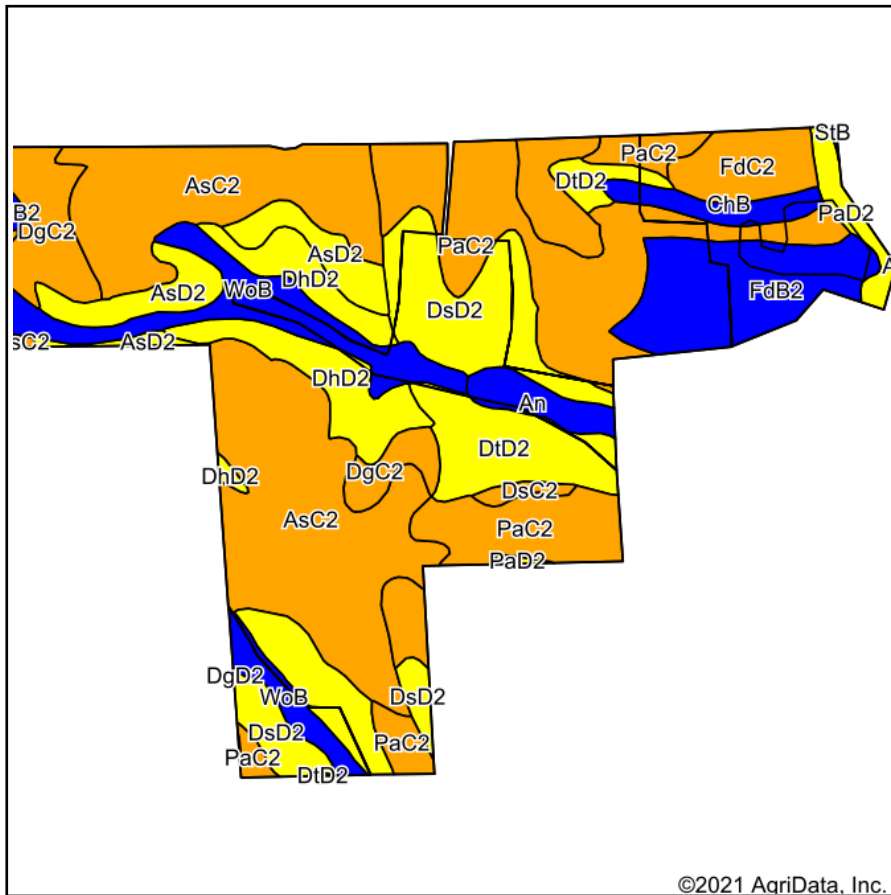 StB
PaC2
FdC2
DtD2
AsC2
ChB
B2
PaD2
DgC2
PaC2
AsD2
A
DhD2
WoB
AsD2
FdB2
DsD2
sC2
AsD2
DhD2
An
DtD2
DgC2
DhD2
DsC2
AsC2
PaC2
PaD2
DgD2
WoB
DsD2
DsD2
PaC2
PaC2
DtD2
©2021 AgriData, Inc.